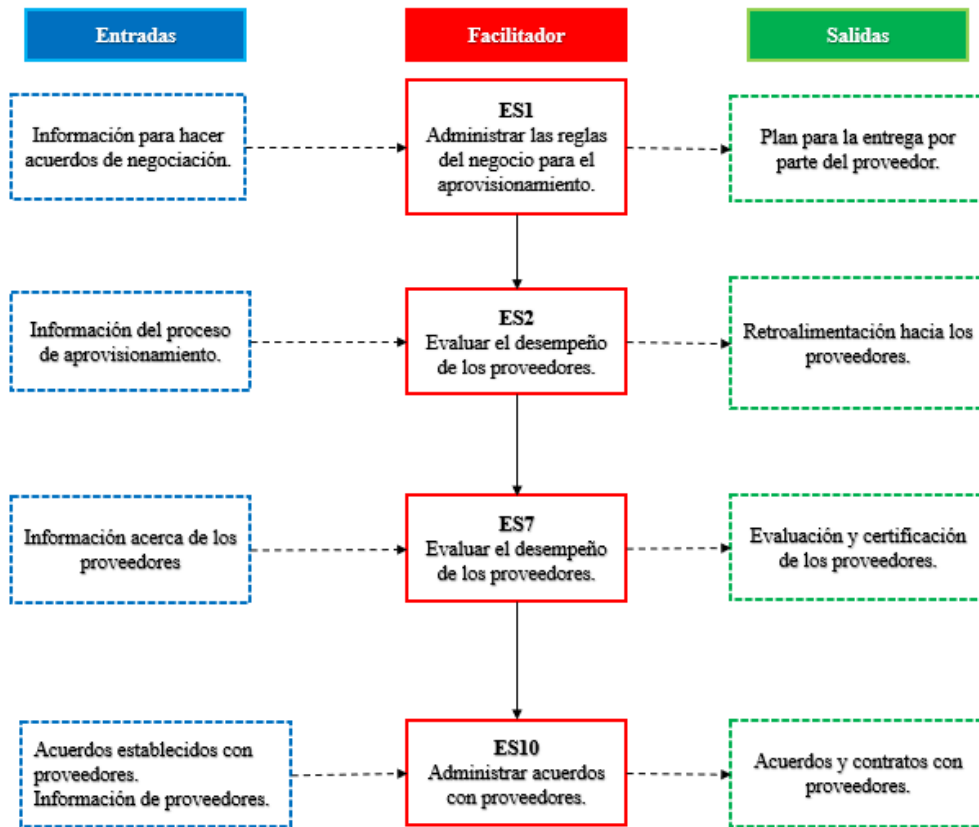 Entradas
Facilitador
Salidas
Información para hacer
acuerdos de negociación.
ES1
Administrar las reglas
del negocio para el
aprovisionamiento.
Plan para la entrega por
parte del proveedor.
Información del proceso
de aprovisionamiento.
ES2
Evaluar el desempeño
de los proveedores.
Retroalimentación hacia los
proveedores.
Información acerca de los
proveedores
ES7
Evaluar el desempeño
de los proveedores.
Evaluación y certificación
de los proveedores.
Acuerdos establecidos con
proveedores.
Información de proveedores.
ES10
Administrar acuerdos
con proveedores.
Acuerdos y contratos con
proveedores.